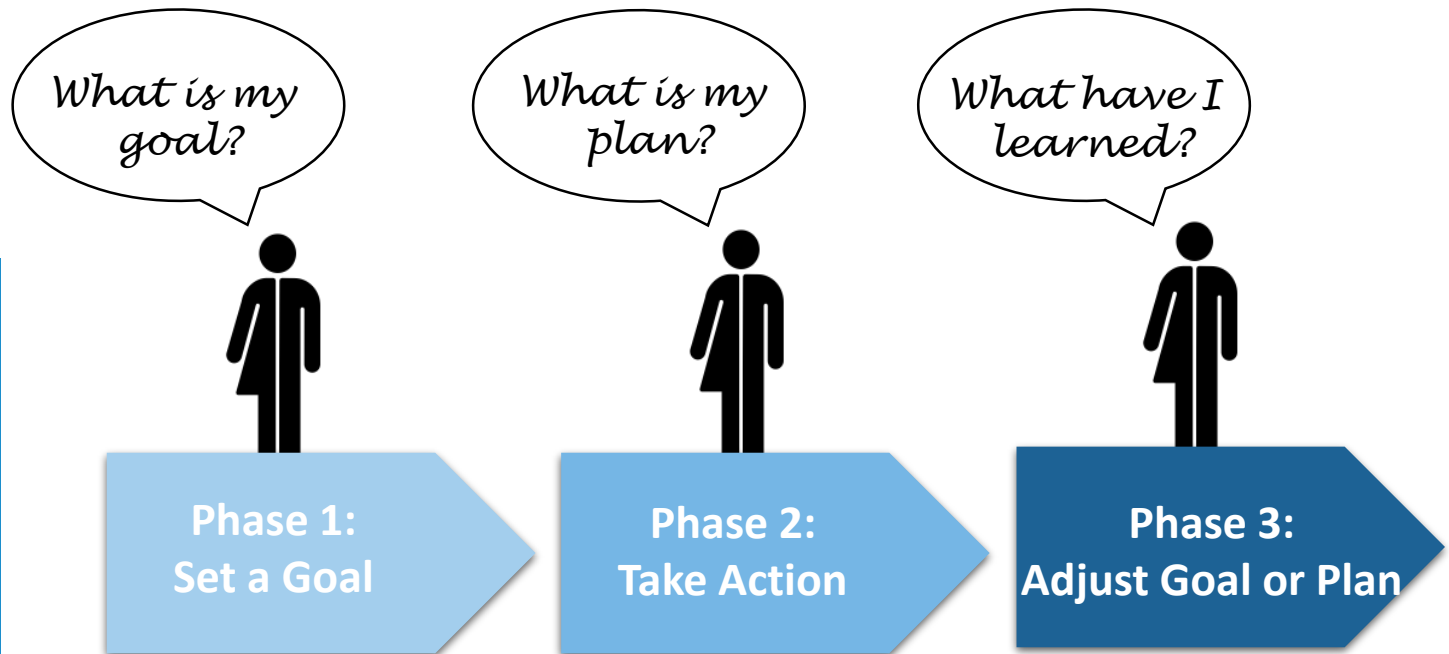 What is my
goal?
What is my
plan?
What have I
learned?
Phase 1:
Set a Goal
Phase 2:
Take Action
Phase 3:
Adjust Goal or Plan